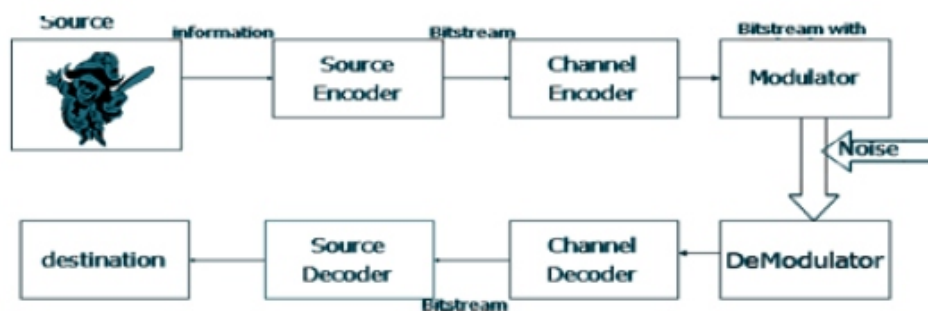 Source
information
Bitstream
Bitstream with
Source
Encoder
Channel
Encoder
Modulator
Noise
destination
Source
Decoder
Channel
Decoder
DeModulator
Bitstream